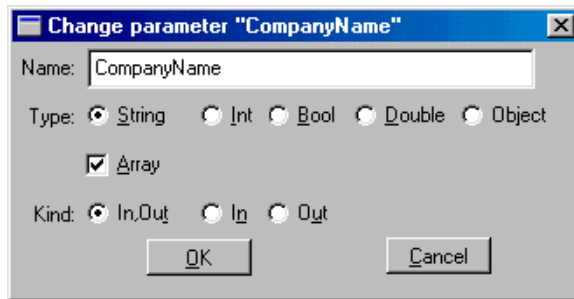 Change parameter "CompanyName"
Name: CompanyName
Type: String Int Bool Double Object
Array
Kind: In,Out In Out
OK Cancel